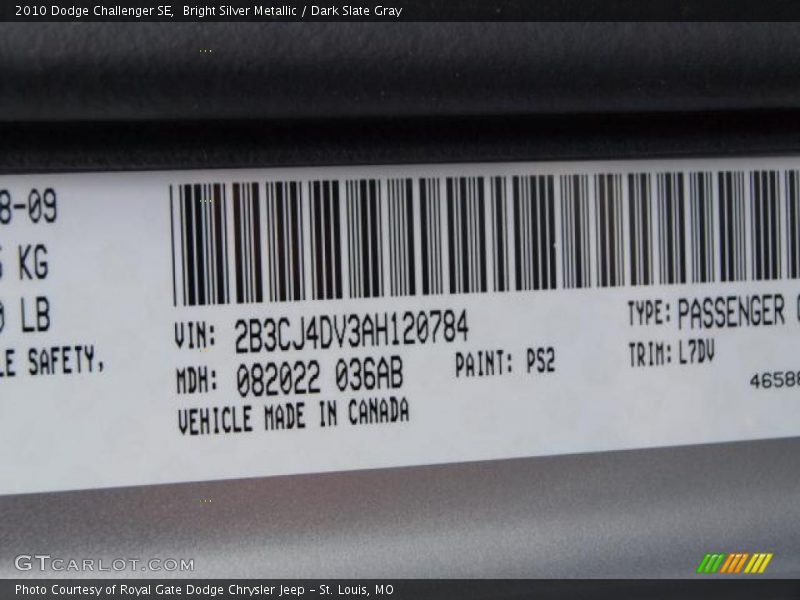 2010 Dodge Challenger SE,  Bright Silver Metallic / Dark Slate Gray
8-09
KG
LB
LE SAFETY,
VIN: 2B3CJ4DV3AH120784
MDH: 082022 036AB
PAINT: PS2
VEHICLE MADE IN CANADA
TYPE: PASSENGER
TRIM: L7DV
46588
GTCARLOT.COM
Photo Courtesy of Royal Gate Dodge Chrysler Jeep – St. Louis, MO